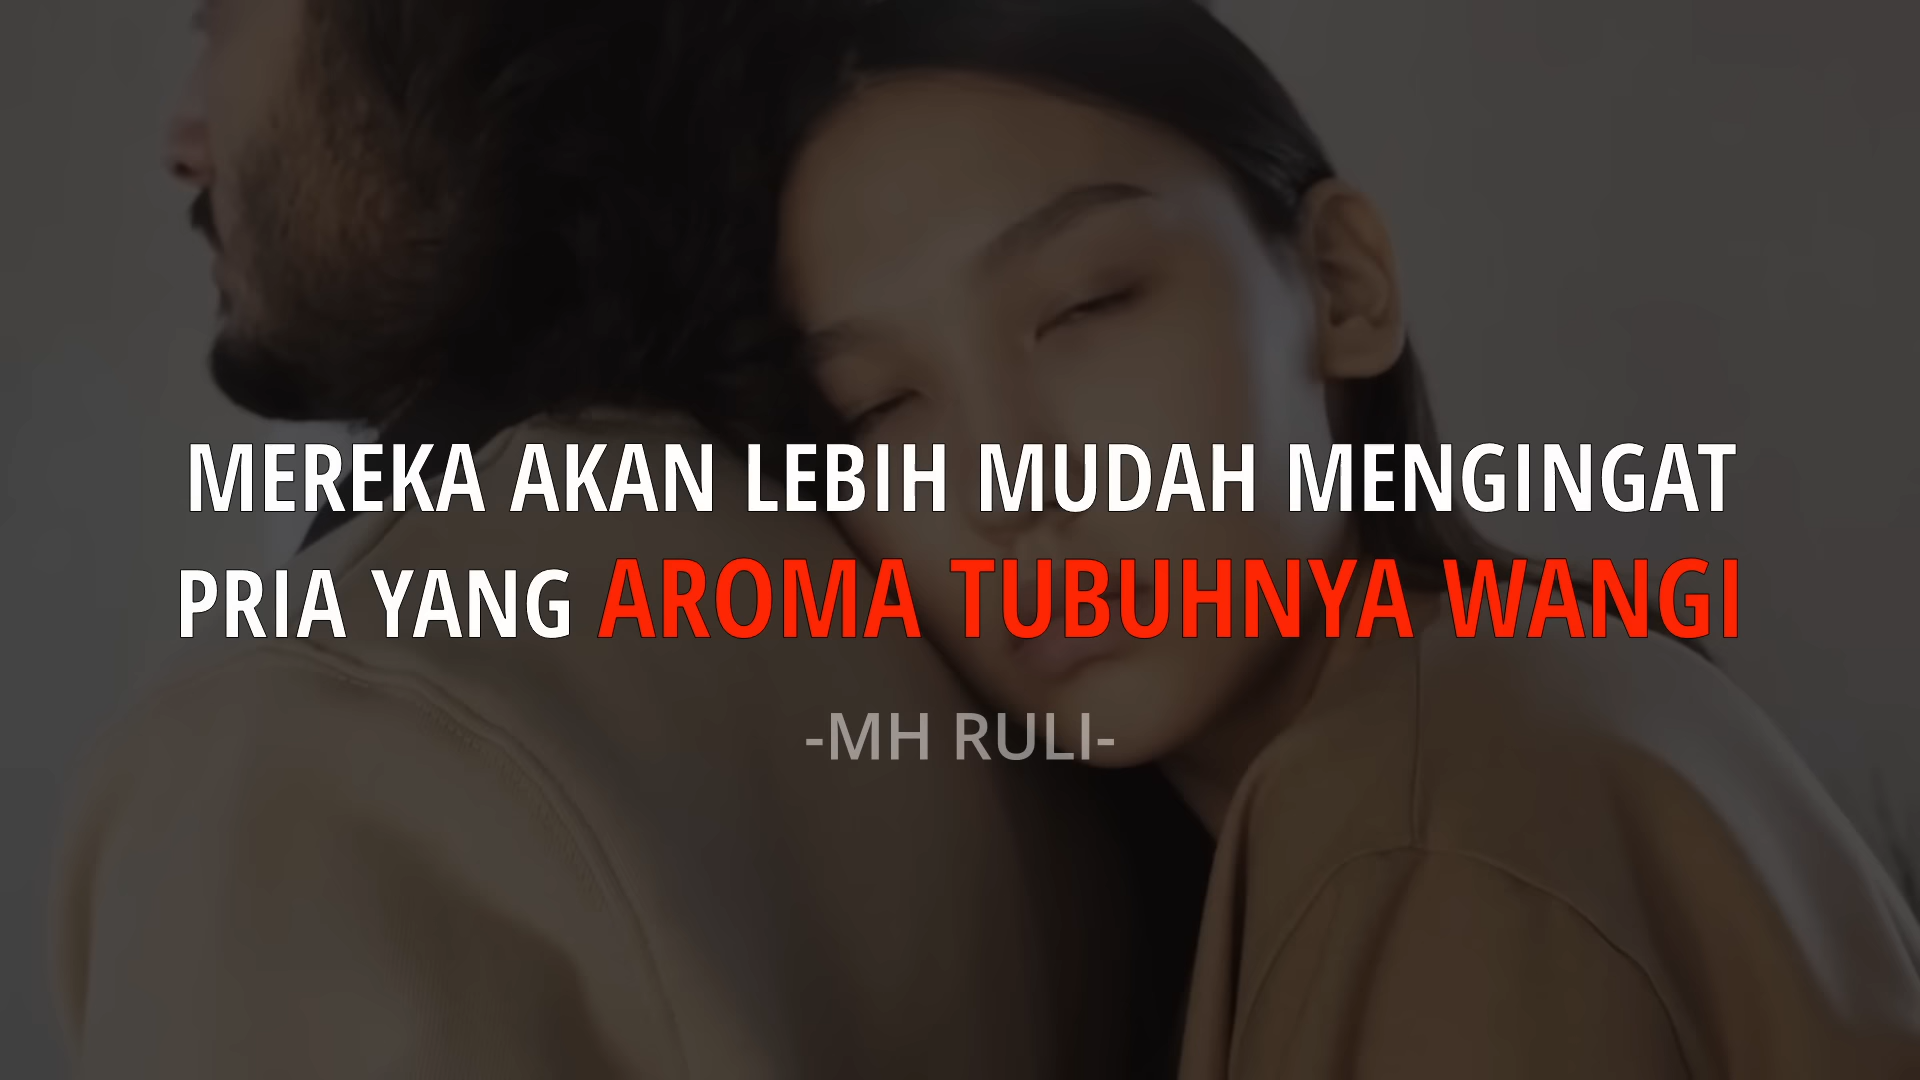 MEREKA AKAN LEBIH MUDAH MENGINGAT
PRIA YANG AROMA TUBUHNYA WANGI
-MH RULI-